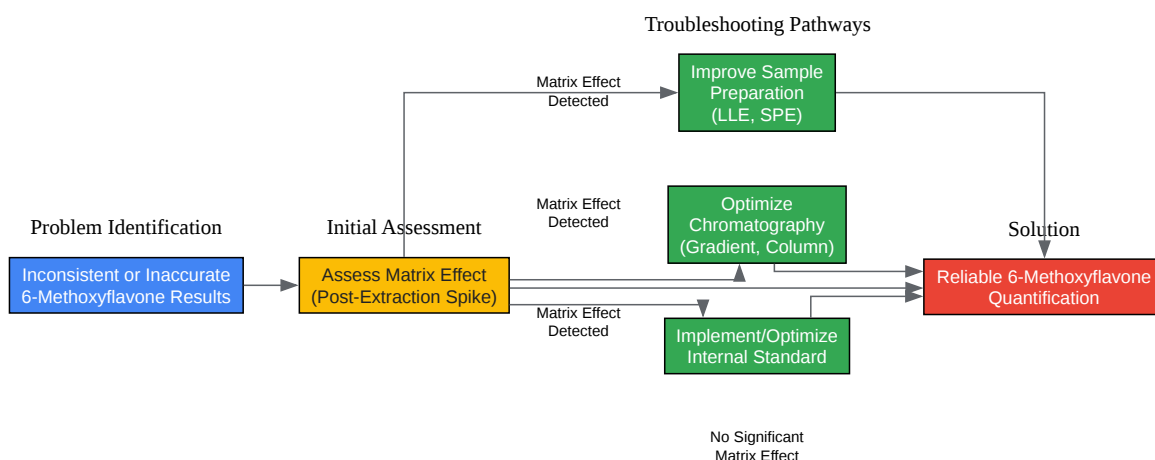 Troubleshooting Pathways
Matrix Effect
Detected
Improve Sample
Preparation
(LLE, SPE)
Problem Identification
Initial Assessment
Matrix Effect
Detected
Optimize
Chromatography
(Gradient, Column)
Solution
Inconsistent or Inaccurate
6-Methoxyflavone Results
Assess Matrix Effect
(Post-Extraction Spike)
Reliable 6-Methoxyflavone
Quantification
Matrix Effect
Detected
Implement/Optimize
Internal Standard
No Significant
Matrix Effect